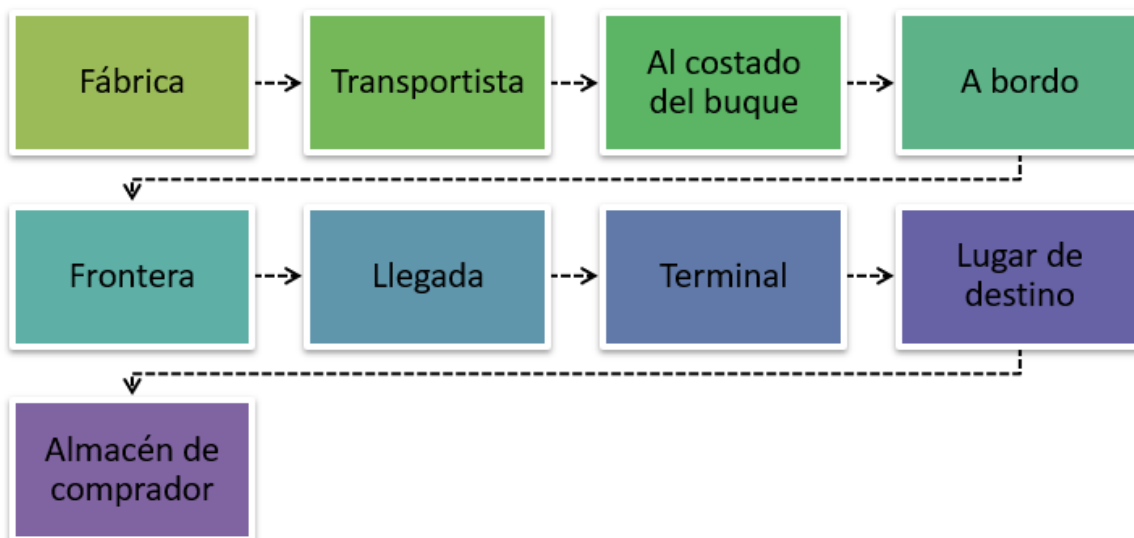 Fábrica
Transportista
Al costado
del buque
A bordo
Frontera
Llegada
Terminal
Lugar de
destino
Almacén de
comprador